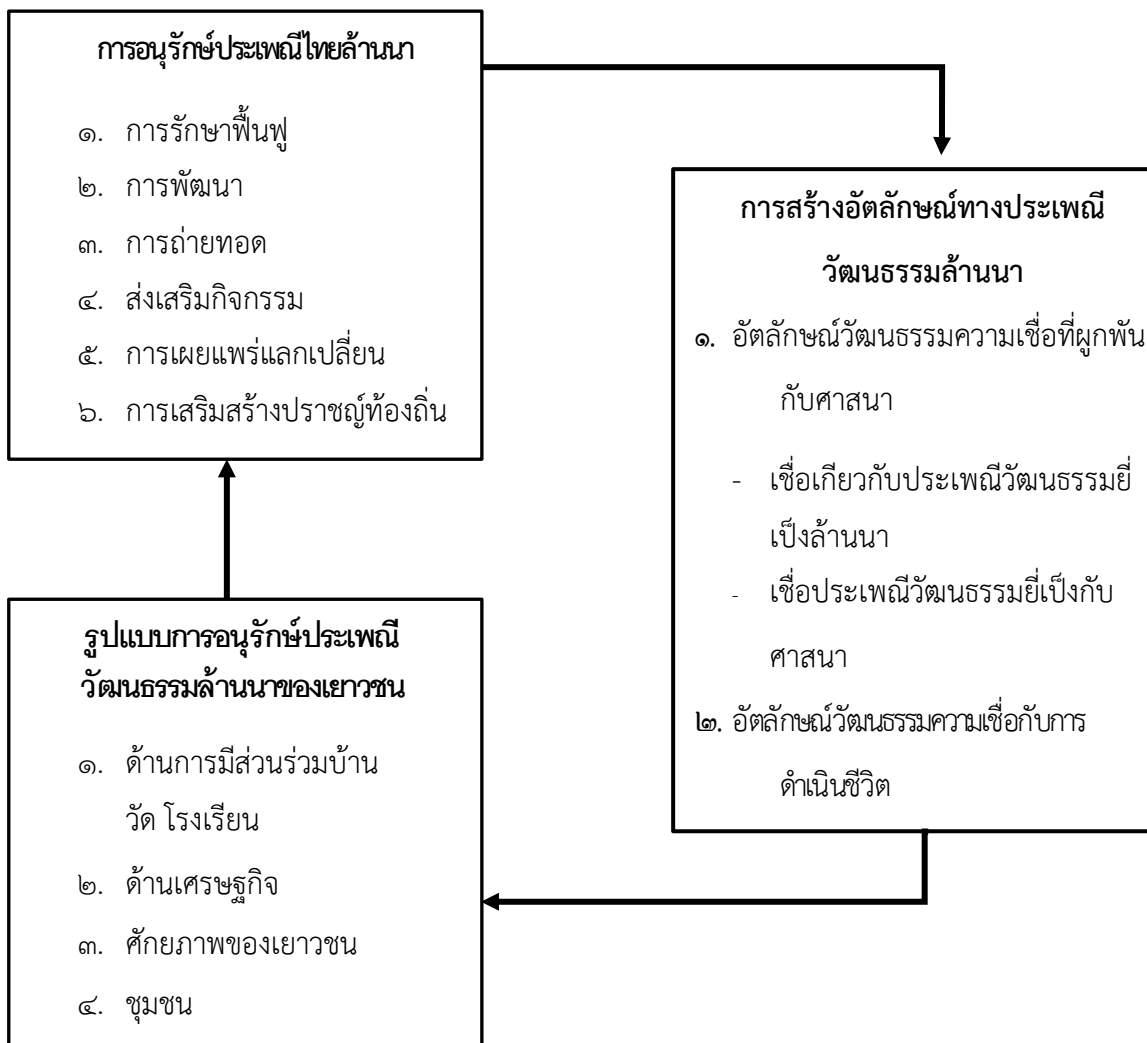 การอนุรักษ์ประเพณีไทยล้านนา
๑. การรักษาฟื้นฟู
๒. การพัฒนา
๓. การถ่ายทอด
๔. ส่งเสริมกิจกรรม
๕. การเผยแพร่แลกเปลี่ยน
๖. การเสริมสร้างปราชญ์ท้องถิ่น
การสร้างอัตลักษณ์ทางประเพณี
วัฒนธรรมล้านนา
๑. อัตลักษณ์วัฒนธรรมความเชื่อที่ผูกพัน
กับศาสนา
- เชื่อเกียวกับประเพณีวัฒนธรรมยี่
เป็งล้านนา
- เชื่อประเพณีวัฒนธรรมยี่เป็งกับ
ศาสนา
๒. อัตลักษณ์วัฒนธรรมความเชื่อกับการ
ดำเนินชีวิต
รูปแบบการอนุรักษ์ประเพณี
วัฒนธรรมล้านนาของเยาวชน
๑. ด้านการมีส่วนร่วมบ้าน
วัด โรงเรียน
๒. ด้านเศรษฐกิจ
๓. ศักยภาพของเยาวชน
๔. ชุมชน